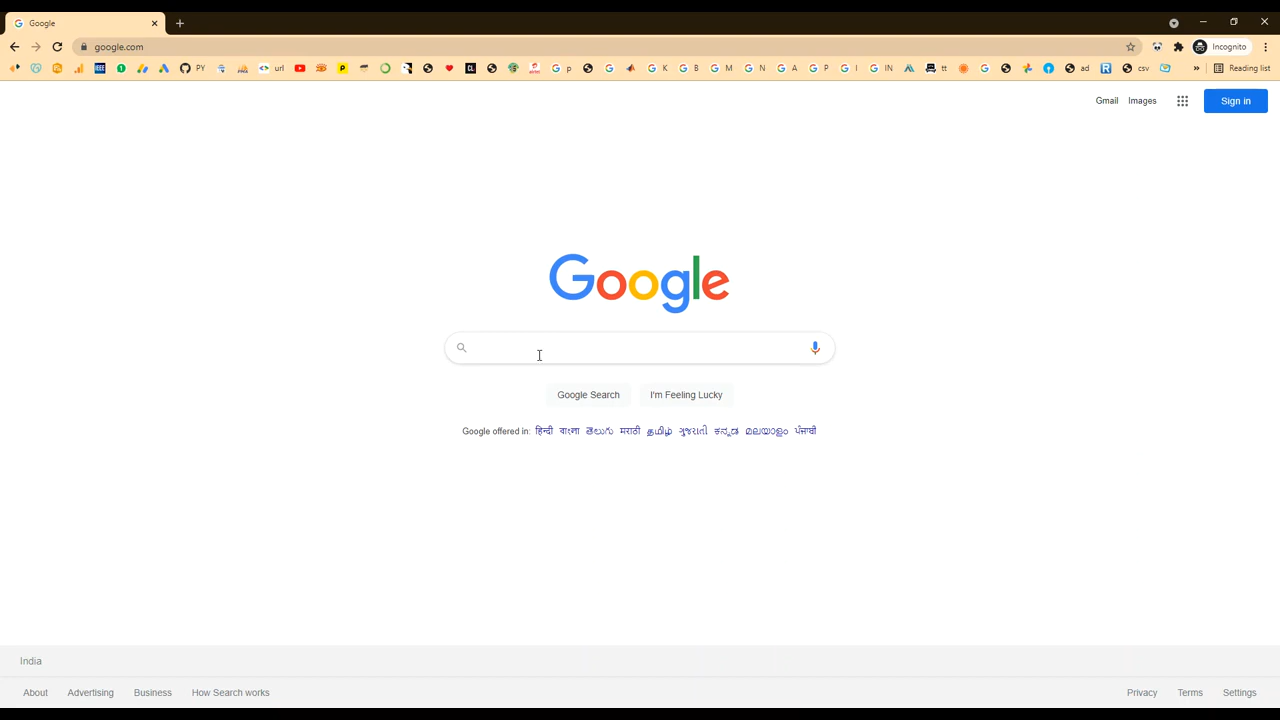 Google
google.com
Incognito
PY url p K B M N A P I IN tt ad csv » Reading list
Gmail Images Sign in
Google
Google Search I'm Feeling Lucky
Google offered in: हिन्दी বাংলা తెలుగు मराठी தமிழ் ગુજરાતી ಕನ್ನಡ മലയാളം ਪੰਜਾਬੀ
India
About Advertising Business How Search works Privacy Terms Settings